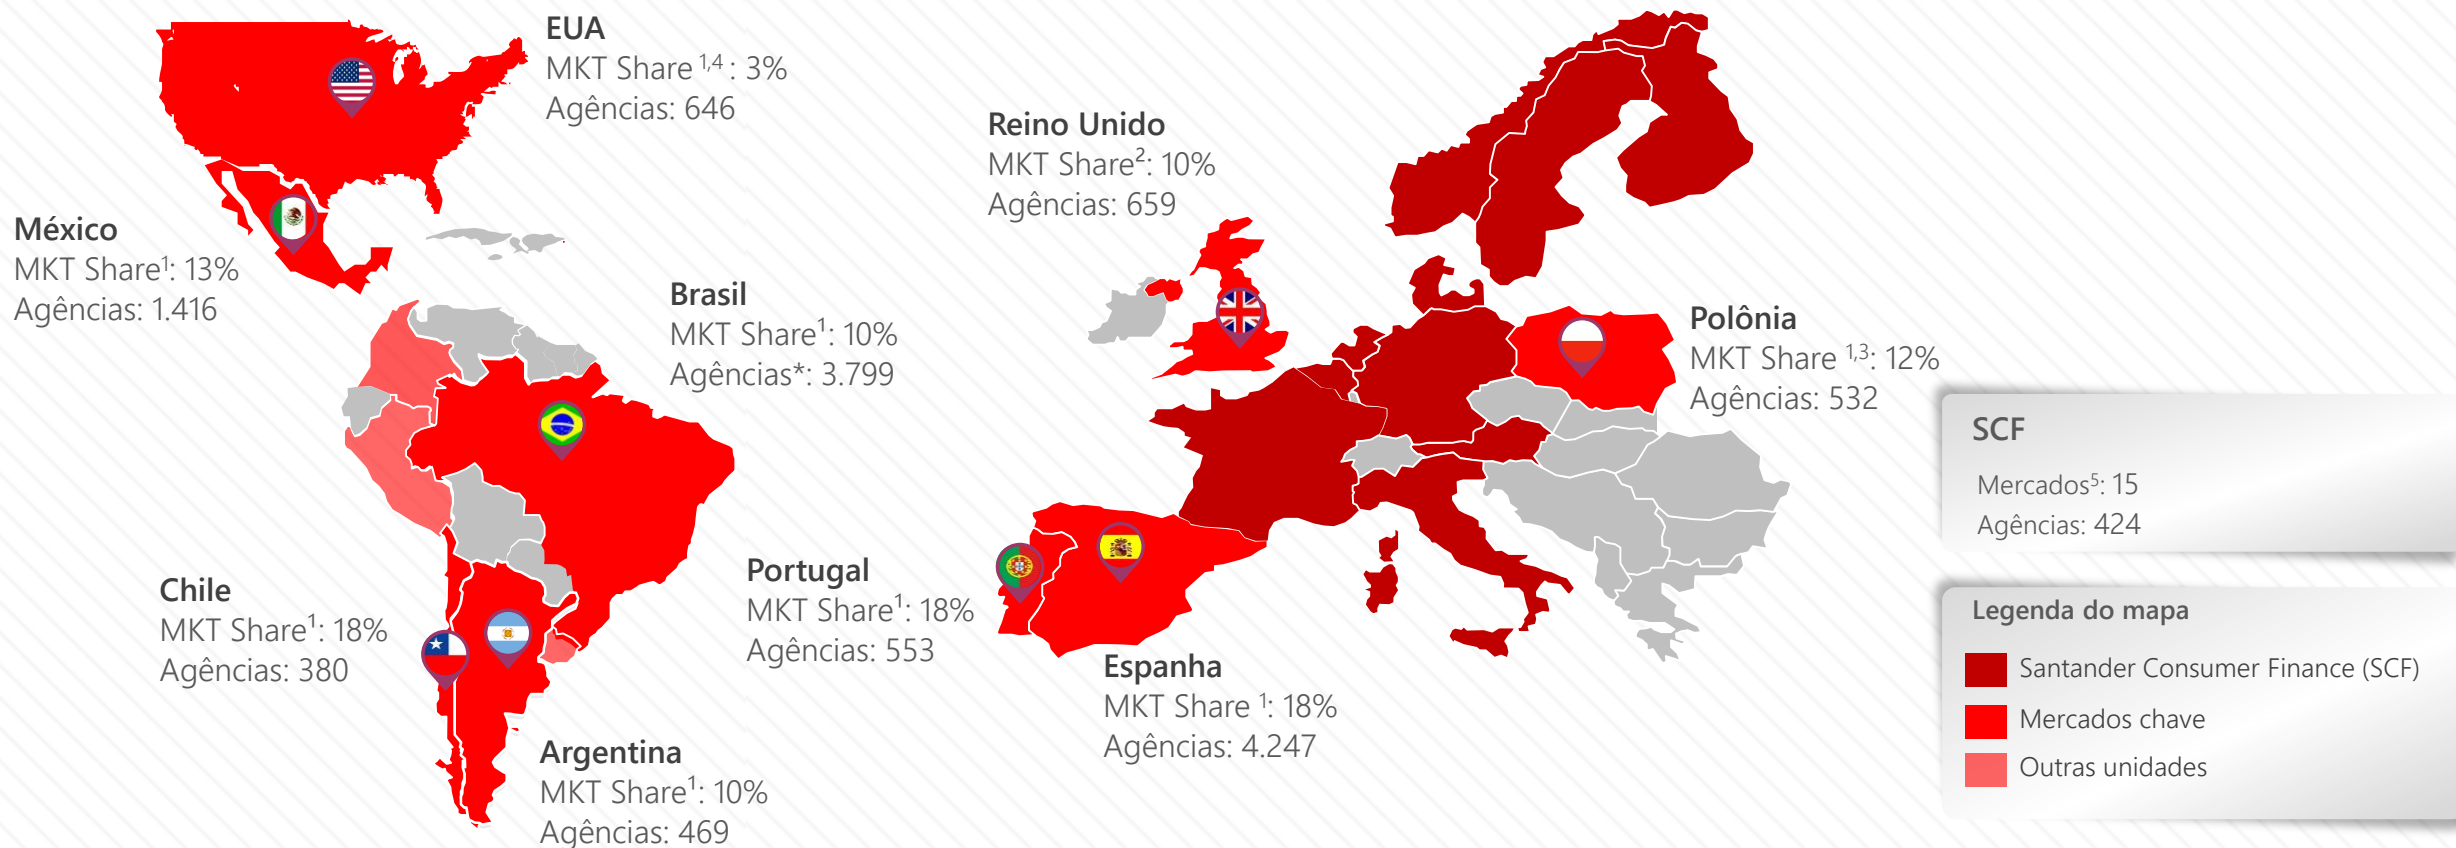 EUA
MKT Share ¹,⁴ : 3%
Agências: 646
México
MKT Share¹: 13%
Agências: 1.416
Brasil
MKT Share¹: 10%
Agências*: 3.799
Chile
MKT Share¹: 18%
Agências: 380
Argentina
MKT Share¹: 10%
Agências: 469
Reino Unido
MKT Share²: 10%
Agências: 659
Polônia
MKT Share ¹,³: 12%
Agências: 532
Portugal
MKT Share¹: 18%
Agências: 553
Espanha
MKT Share ¹: 18%
Agências: 4.247
SCF
Mercados⁵: 15
Agências: 424
Legenda do mapa
Santander Consumer Finance (SCF)
Mercados chave
Outras unidades